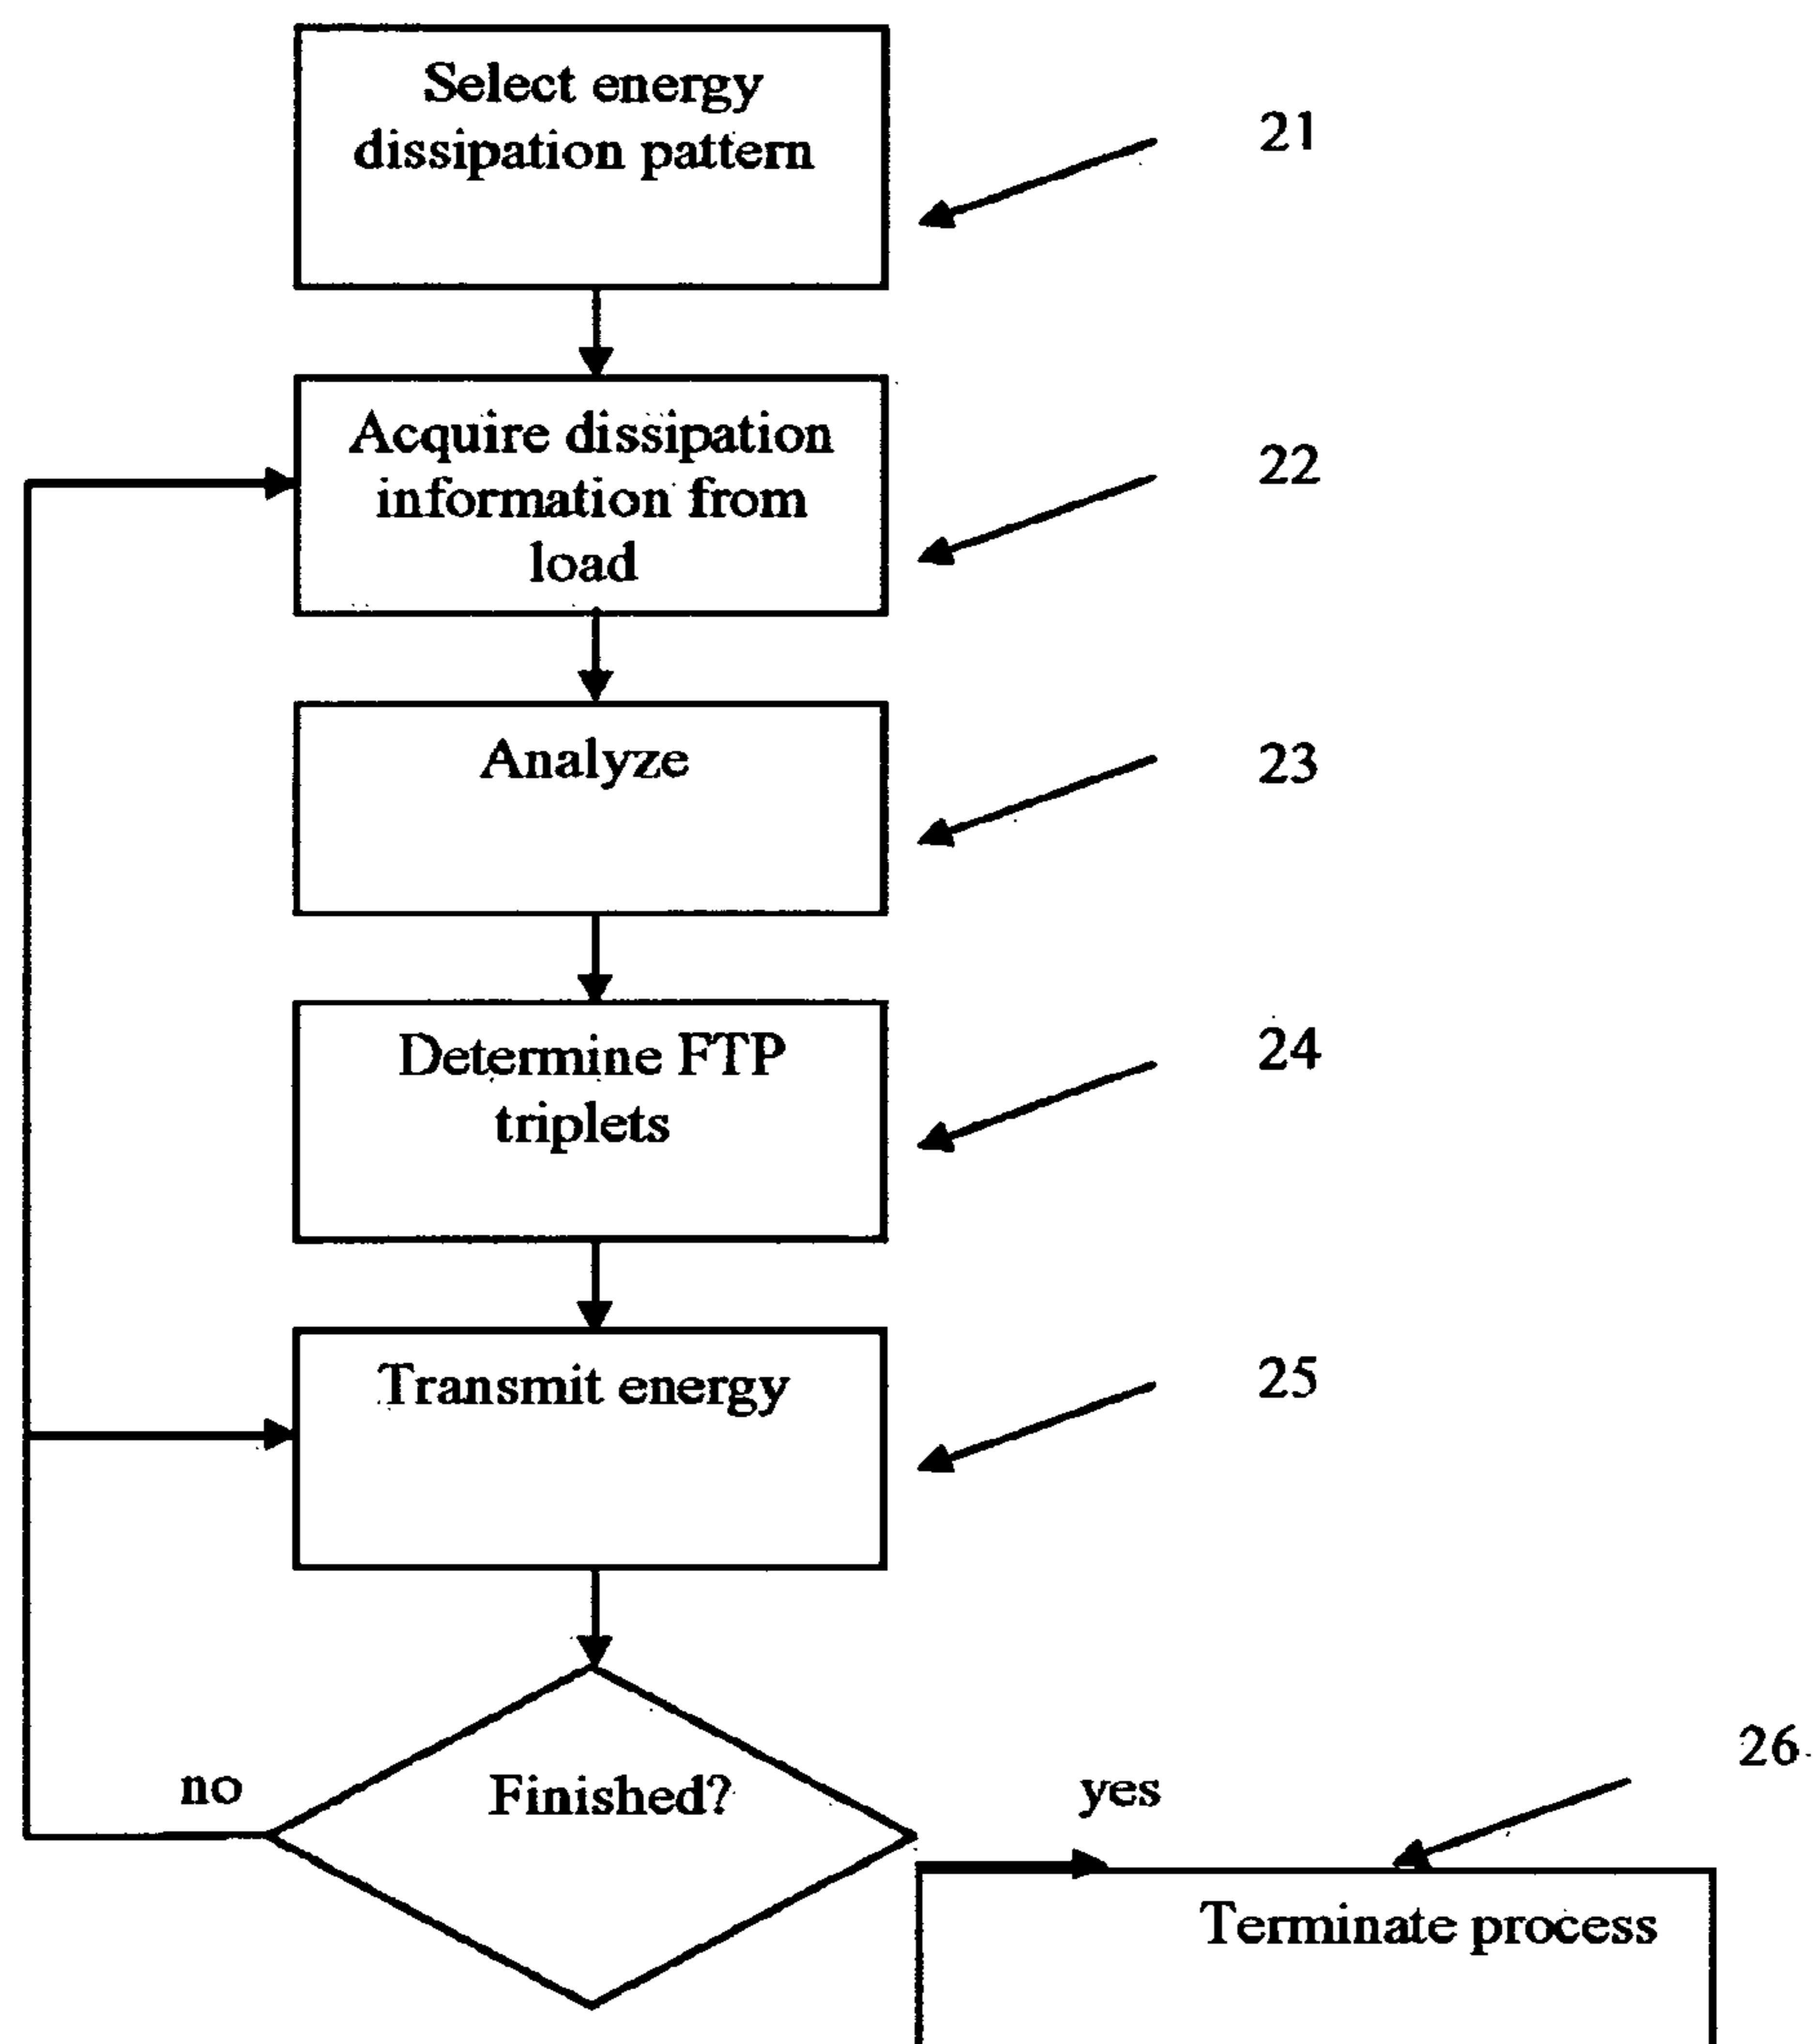 Select energy
dissipation pattern
21
Acquire dissipation
information from
load
22
Analyze
23
Determine FTP
triplets
24
Transmit energy
25
Finished?
no
yes
26
Terminate process